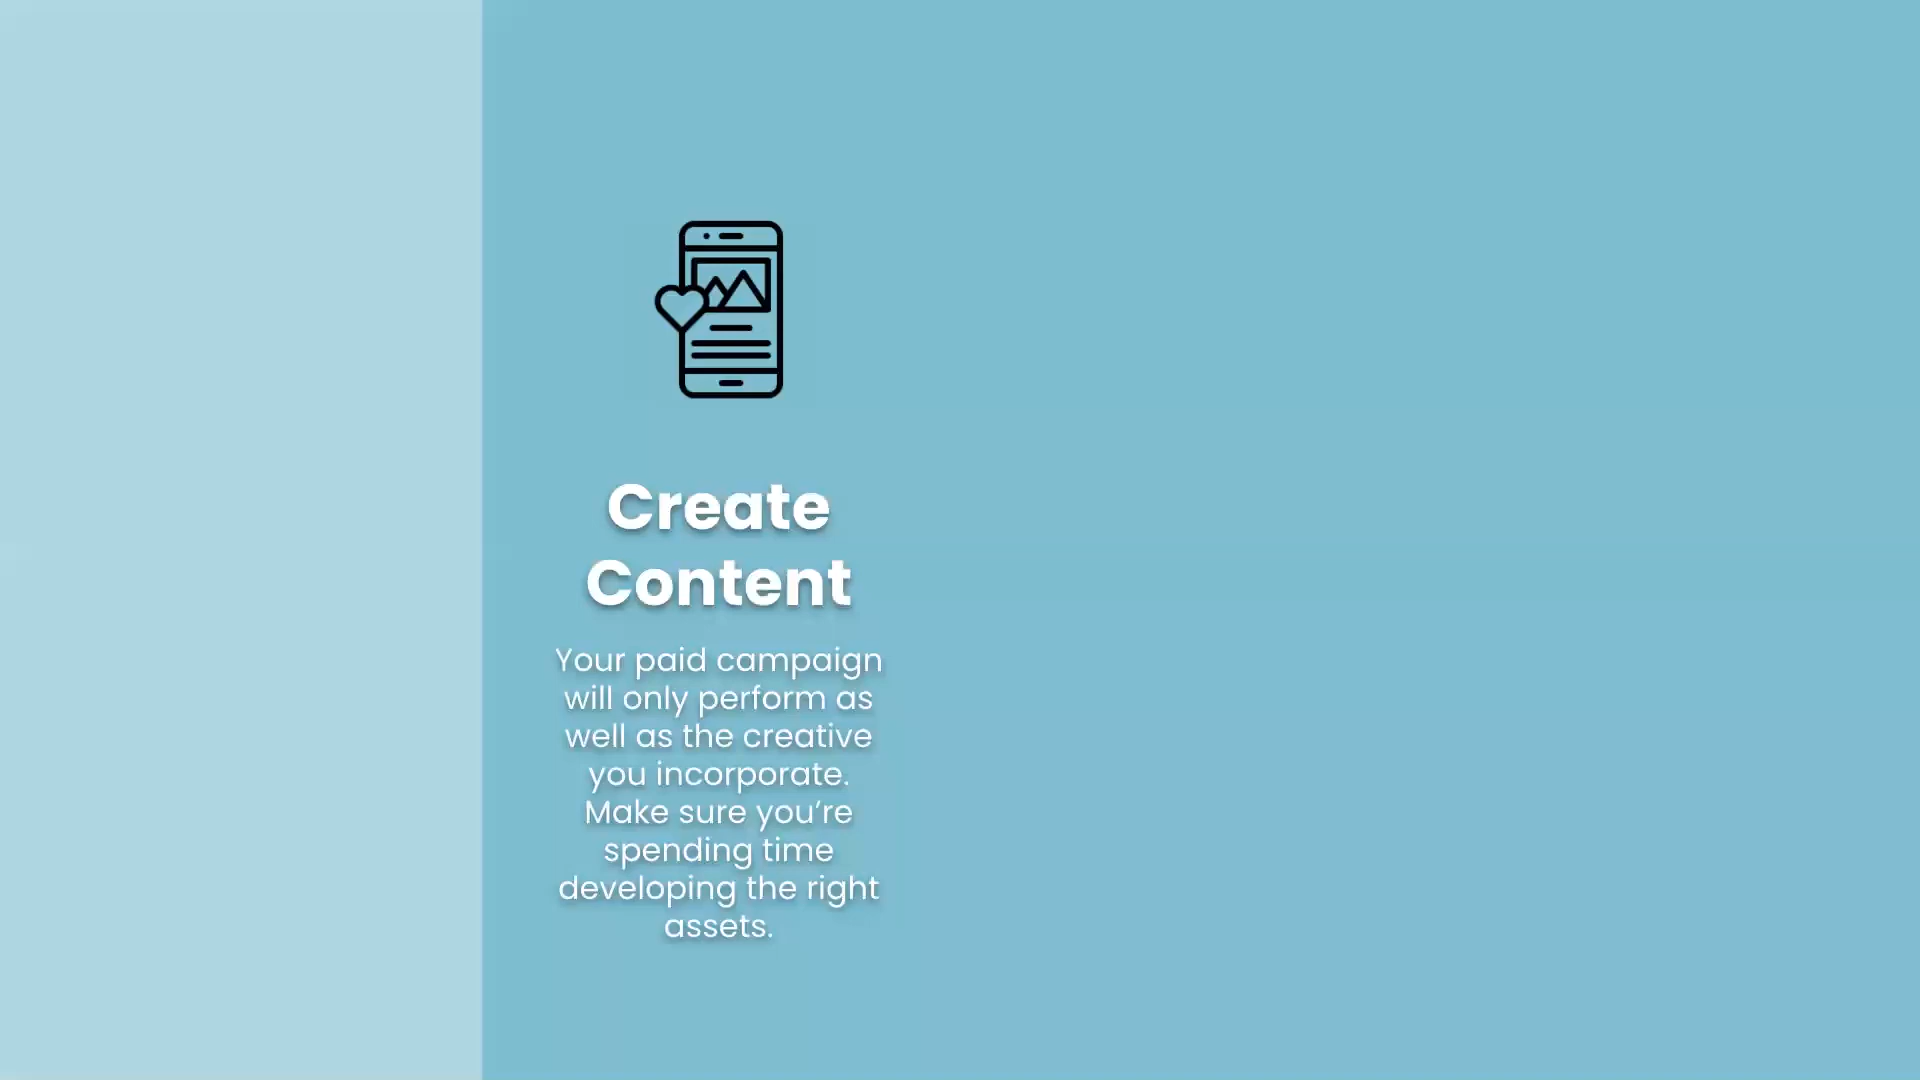 Create
Content
Your paid campaign
will only perform as
well as the creative
you incorporate.
Make sure you’re
spending time
developing the right
assets.